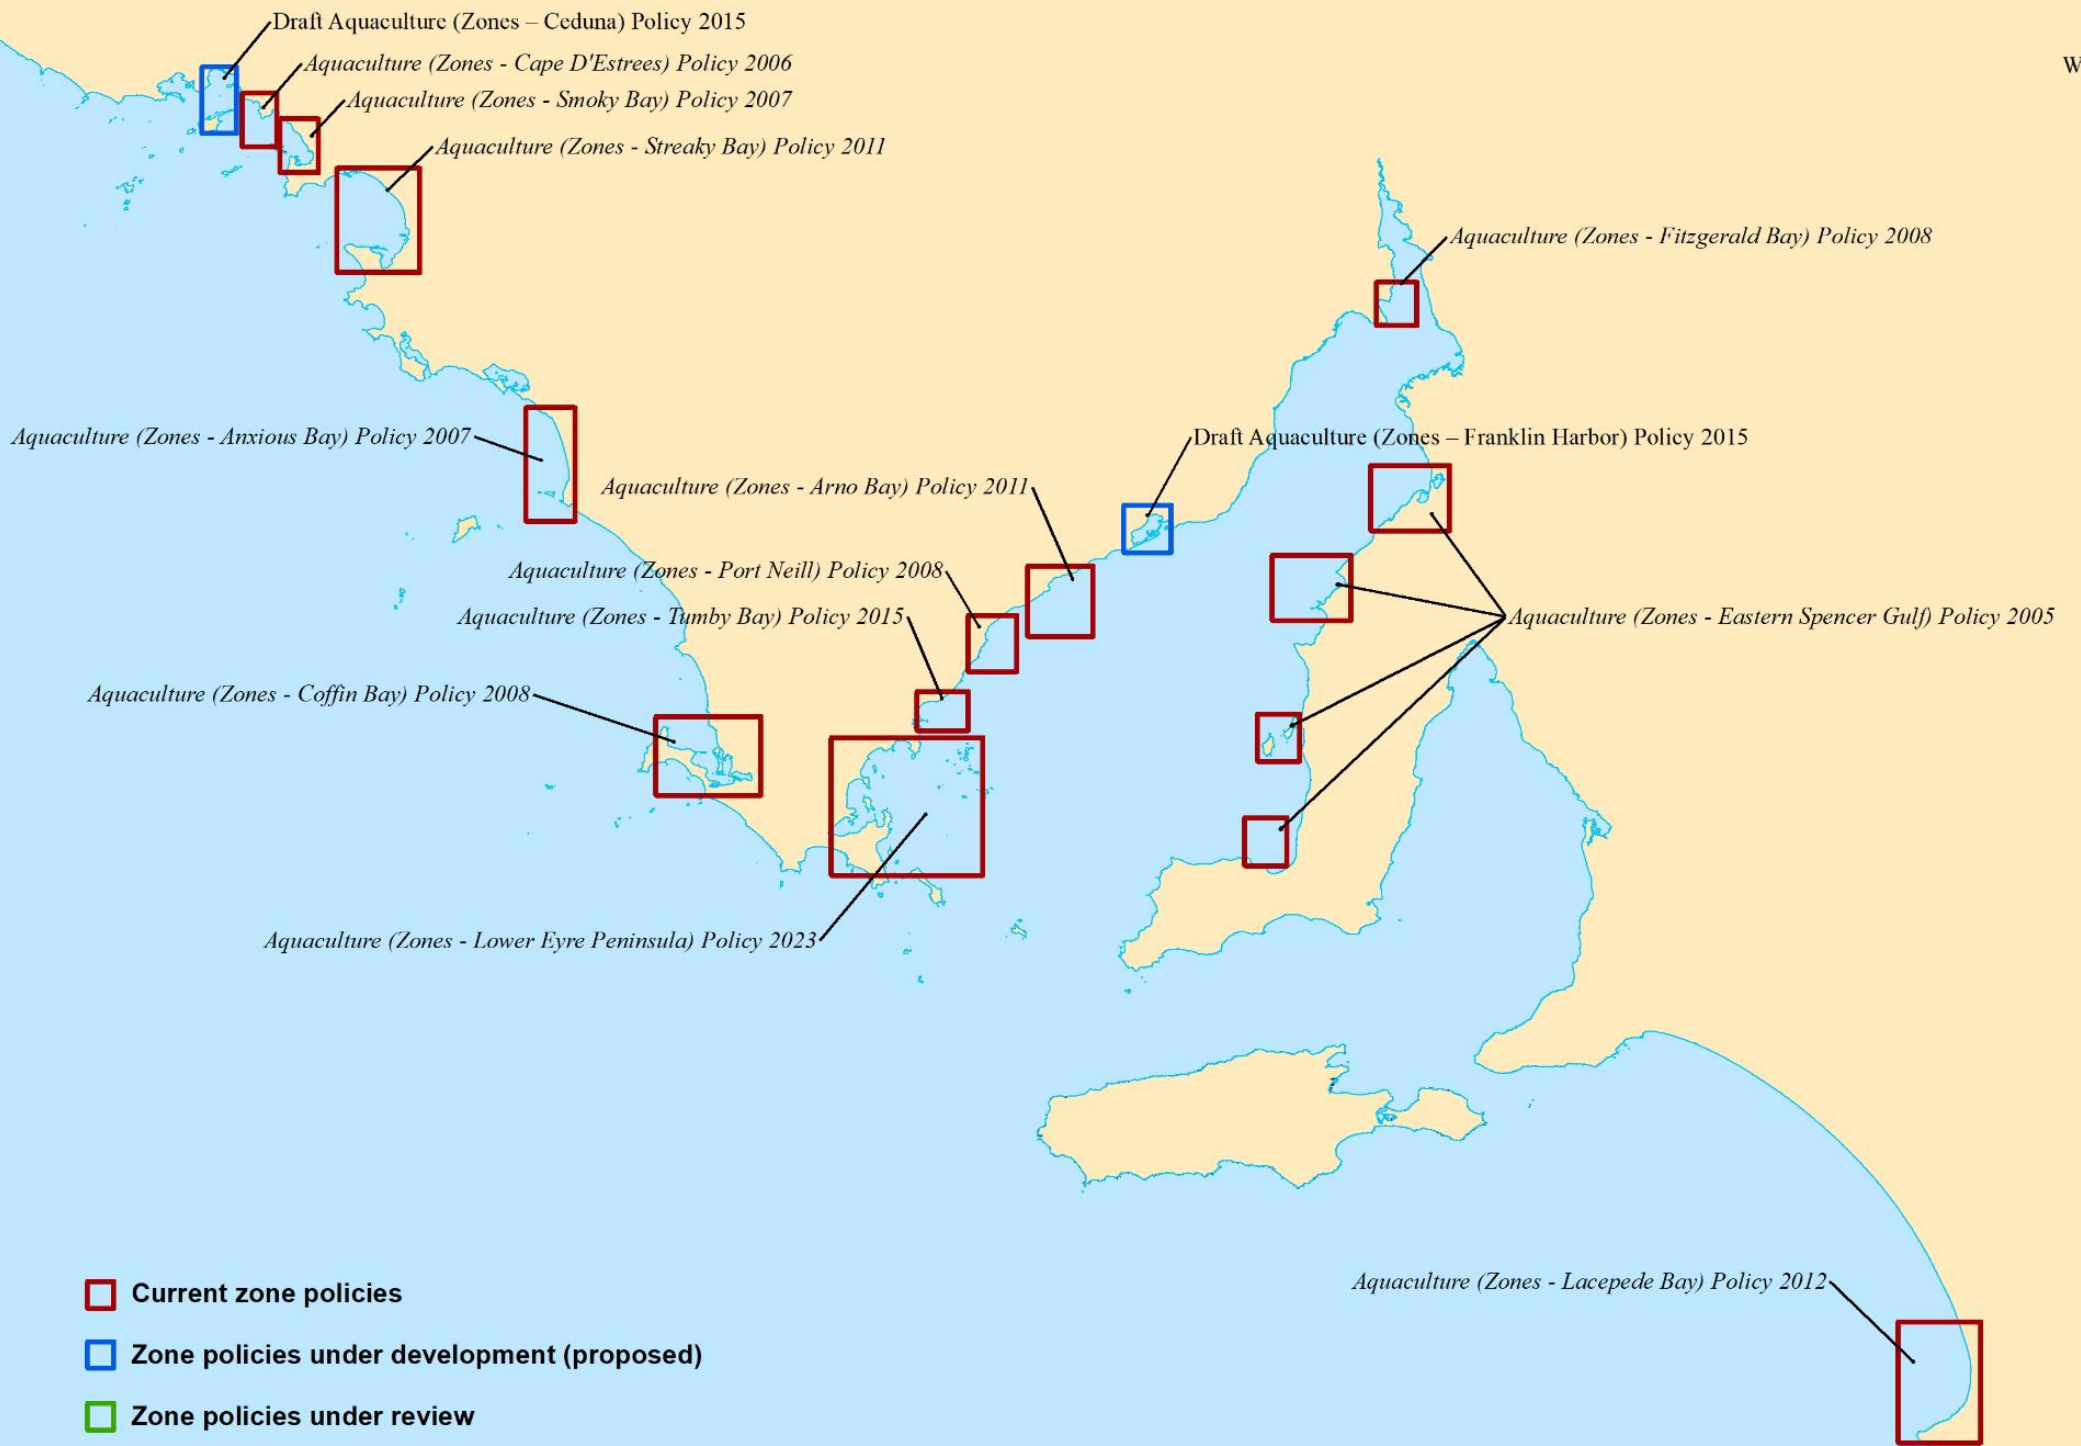 Draft Aquaculture (Zones – Ceduna) Policy 2015
W
Aquaculture (Zones - Cape D'Estrees) Policy 2006
Aquaculture (Zones - Smoky Bay) Policy 2007
Aquaculture (Zones - Streaky Bay) Policy 2011
Aquaculture (Zones - Fitzgerald Bay) Policy 2008
Aquaculture (Zones - Anxious Bay) Policy 2007
Draft Aquaculture (Zones – Franklin Harbor) Policy 2015
Aquaculture (Zones - Arno Bay) Policy 2011
Aquaculture (Zones - Port Neill) Policy 2008
Aquaculture (Zones - Tumby Bay) Policy 2015
Aquaculture (Zones - Eastern Spencer Gulf) Policy 2005
Aquaculture (Zones - Coffin Bay) Policy 2008
Aquaculture (Zones - Lower Eyre Peninsula) Policy 2023
Aquaculture (Zones - Lacepede Bay) Policy 2012
Current zone policies
Zone policies under development (proposed)
Zone policies under review